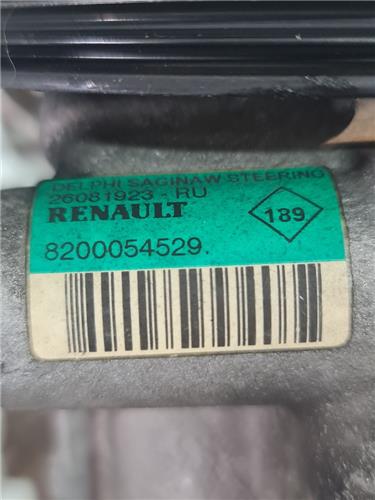 DELPHI SAGINAW STEERING
26081923 - RU
RENAULT
189
8200054529.